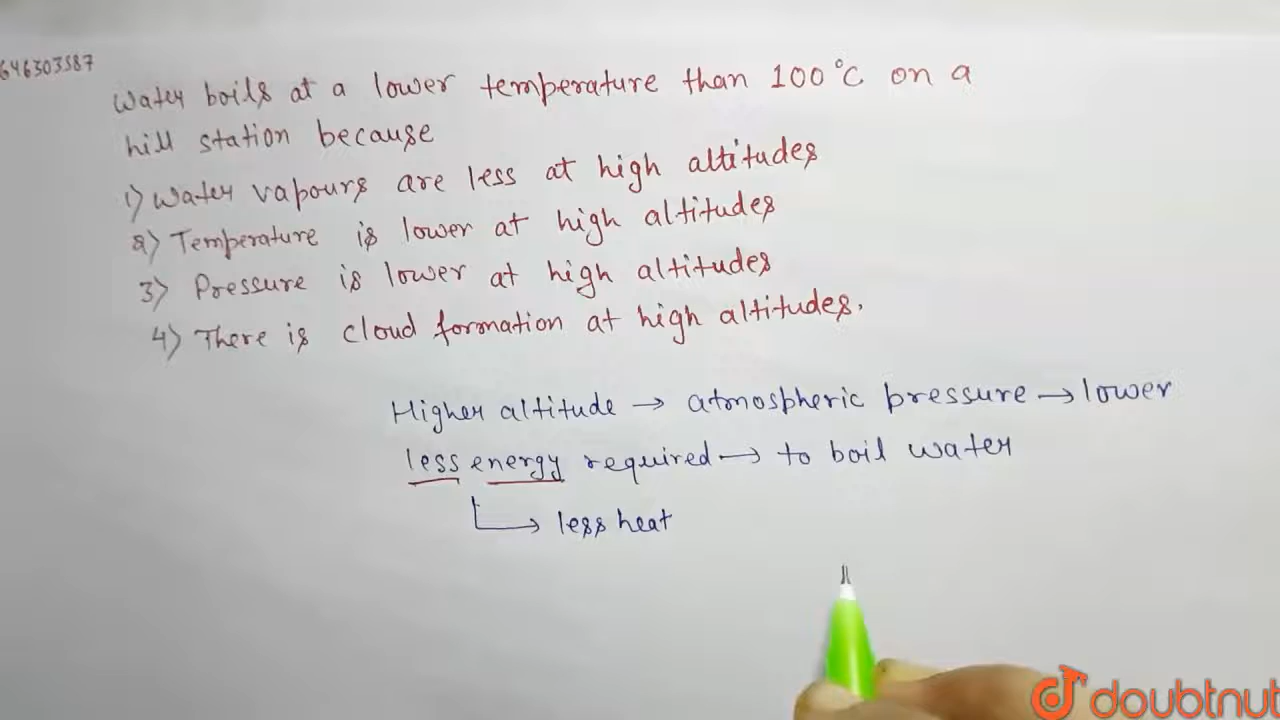 646303587
Water boils at a lower temperature than 100°C on a
hill station because
1) Water vapours are less at high altitudes
2) Temperature is lower at high altitudes
3) Pressure is lower at high altitudes
4) There is cloud formation at high altitudes.
Higher altitude → atmospheric pressure → lower
less energy required → to boil water
↳ less heat
doubtnut